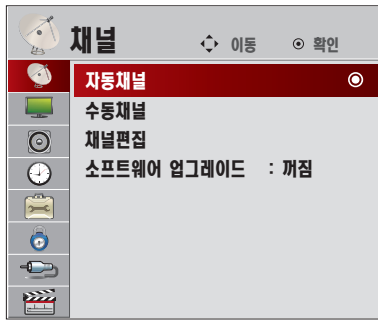 채널 이동 확인
자동채널
수동채널
채널편집
소프트웨어 업그레이드 : 꺼짐